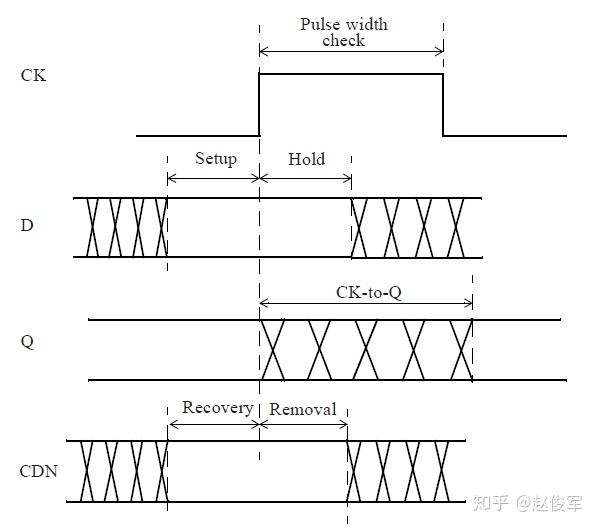 Pulse width
check
CK
Setup Hold
D
CK-to-Q
Q
Recovery Removal
CDN
知乎 @赵俊军